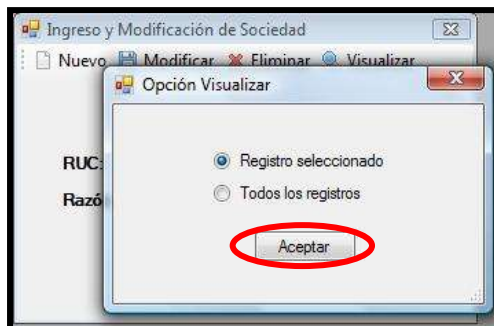 Ingreso y Modificación de Sociedad
Nuevo Modificar Eliminar Visualizar
Opción Visualizar
RUC:
Registro seleccionado
Todos los registros
Razó
Aceptar